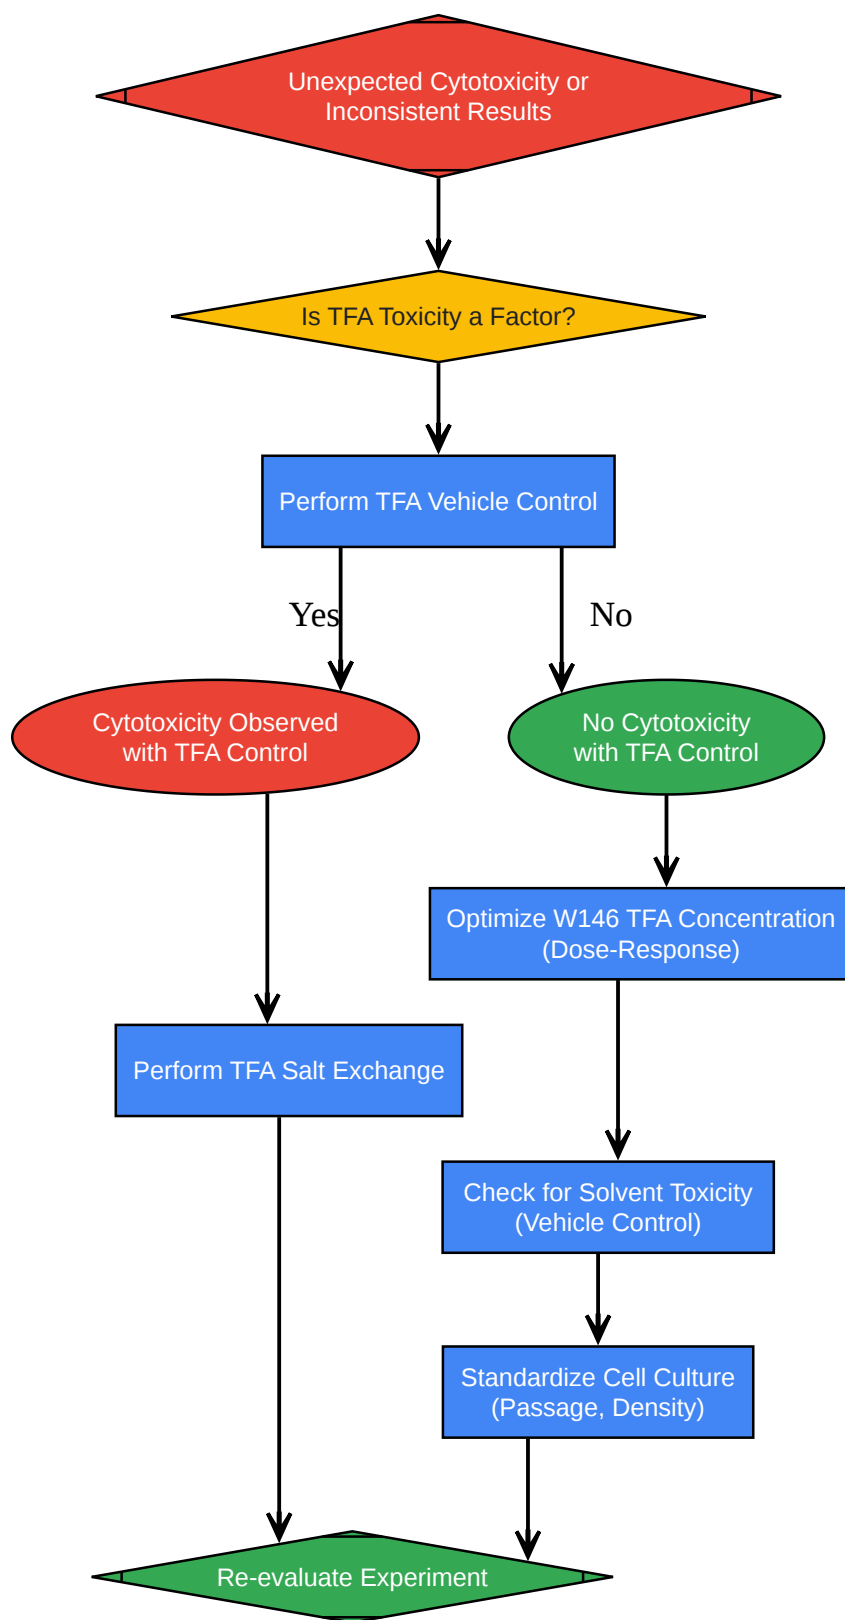 Unexpected Cytotoxicity or
Inconsistent Results
Is TFA Toxicity a Factor?
Perform TFA Vehicle Control
Yes
No
Cytotoxicity Observed
with TFA Control
No Cytotoxicity
with TFA Control
Optimize W146 TFA Concentration
(Dose-Response)
Perform TFA Salt Exchange
Check for Solvent Toxicity
(Vehicle Control)
Standardize Cell Culture
(Passage, Density)
Re-evaluate Experiment